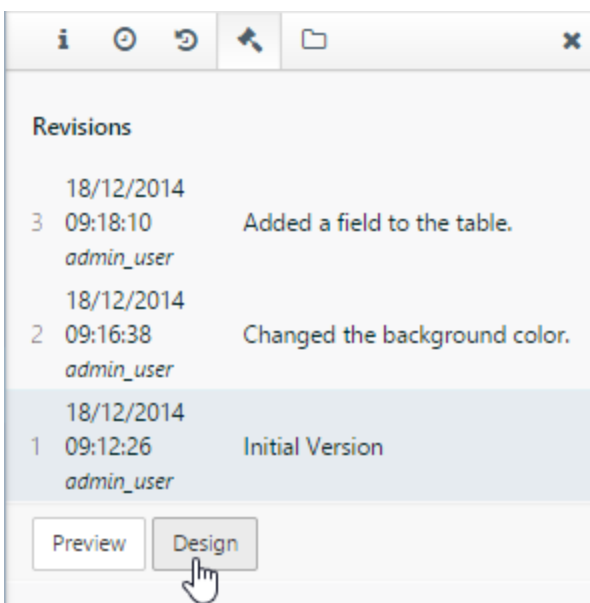 Revisions
18/12/2014
3 09:18:10 Added a field to the table.
admin_user
18/12/2014
2 09:16:38 Changed the background color.
admin_user
18/12/2014
1 09:12:26 Initial Version
admin_user
Preview Design